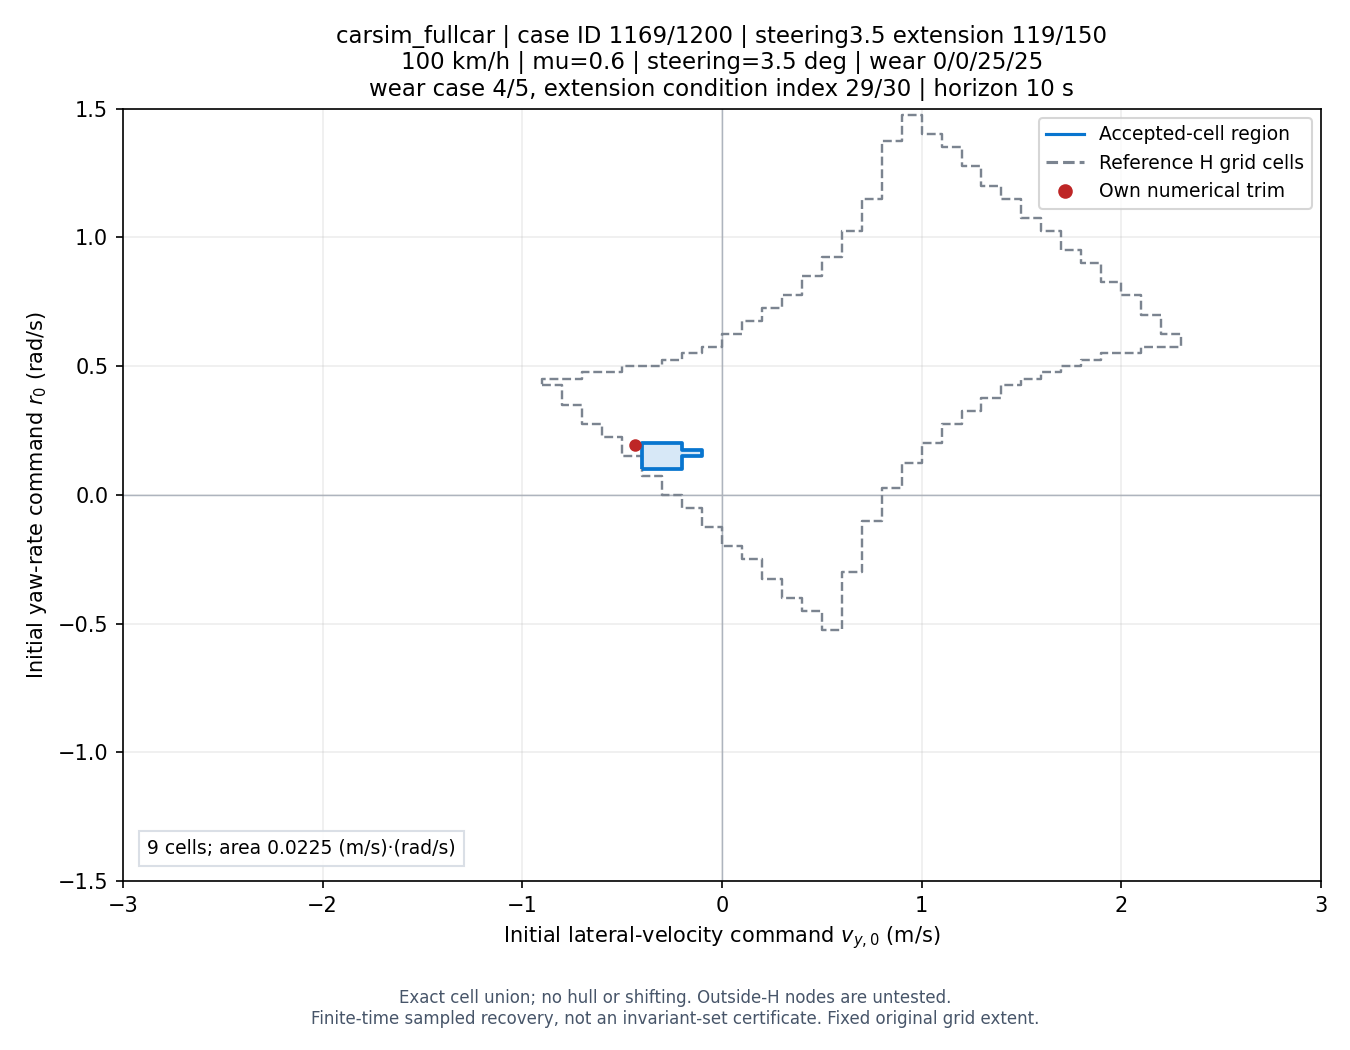 carsim_fullcar | case ID 1169/1200 | steering3.5 extension 119/150
100 km/h | mu=0.6 | steering=3.5 deg | wear 0/0/25/25
wear case 4/5, extension condition index 29/30 | horizon 10 s
Accepted-cell region
Reference H grid cells
Own numerical trim
1.5
1.0
0.5
0.0
−0.5
−1.0
−1.5
Initial yaw-rate command r₀ (rad/s)
9 cells; area 0.0225 (m/s)·(rad/s)
−3
−2
−1
0
1
2
3
Initial lateral-velocity command v_{y,0} (m/s)
Exact cell union; no hull or shifting. Outside-H nodes are untested.
Finite-time sampled recovery, not an invariant-set certificate. Fixed original grid extent.